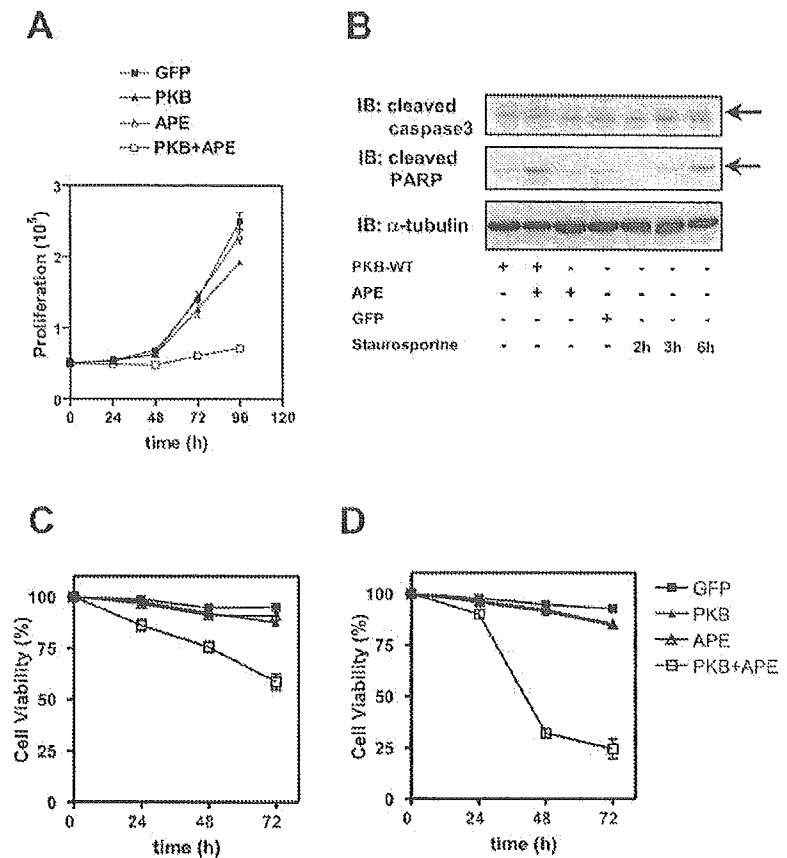 A
GFP
PKB
APE
PKB+APE
Proliferation (10⁵)
3
2
1
0
0 24 48 72 96 120
time (h)
B
IB: cleaved
caspase3
IB: cleaved
PARP
IB: α-tubulin
PKB-WT + + - - - - -
APE - + + - - - -
GFP - - - + - - -
Staurosporine - - - - 2h 3h 6h
C
Cell Viability (%)
100
75
50
25
0
0 24 48 72
time (h)
D
Cell Viability (%)
100
75
50
25
0
0 24 48 72
time (h)
GFP
PKB
APE
PKB+APE